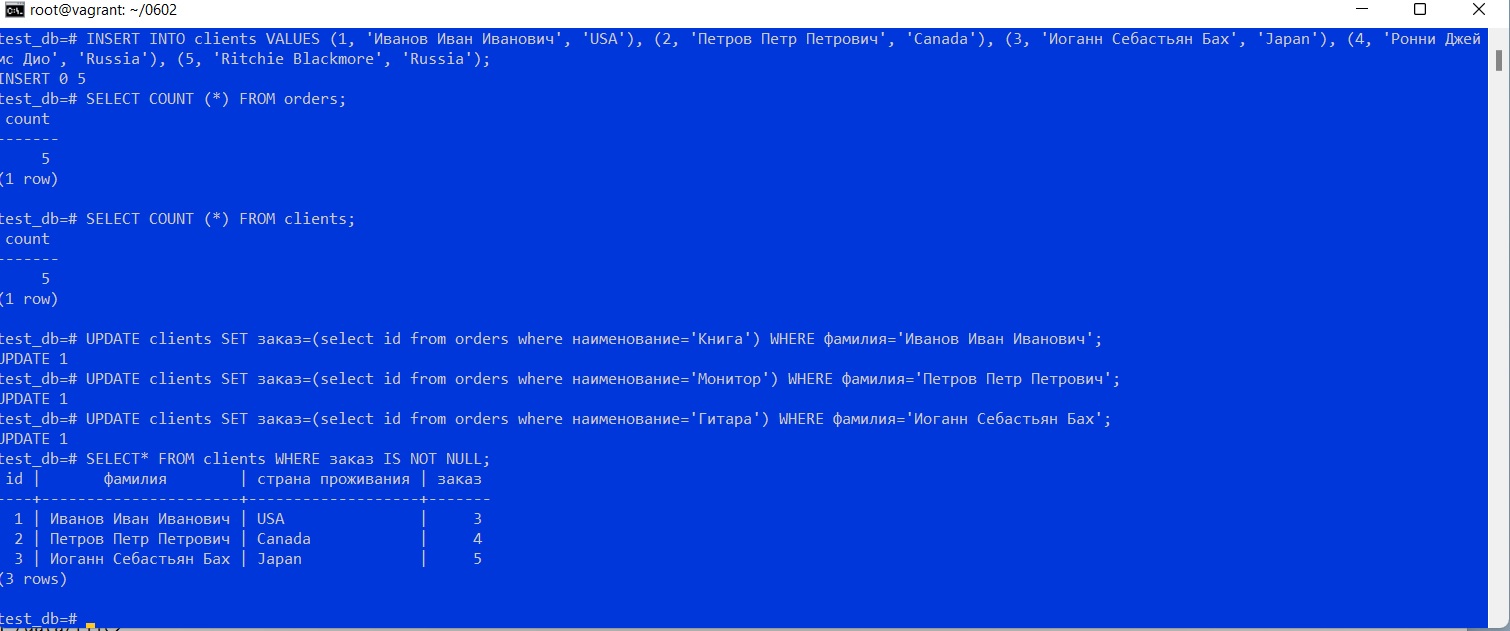 root@vagrant: ~/0602
test_db=# INSERT INTO clients VALUES (1, 'Иванов Иван Иванович', 'USA'), (2, 'Петров Петр Петрович', 'Canada'), (3, 'Иоганн Себастьян Бах', 'Japan'), (4, 'Ронни Джей
мс Дио', 'Russia'), (5, 'Ritchie Blackmore', 'Russia');
INSERT 0 5
test_db=# SELECT COUNT (*) FROM orders;
count
-------
5
(1 row)
test_db=# SELECT COUNT (*) FROM clients;
count
-------
5
(1 row)
test_db=# UPDATE clients SET заказ=(select id from orders where наименование='Книга') WHERE фамилия='Иванов Иван Иванович';
UPDATE 1
test_db=# UPDATE clients SET заказ=(select id from orders where наименование='Монитор') WHERE фамилия='Петров Петр Петрович';
UPDATE 1
test_db=# UPDATE clients SET заказ=(select id from orders where наименование='Гитара') WHERE фамилия='Иоганн Себастьян Бах';
UPDATE 1
test_db=# SELECT* FROM clients WHERE заказ IS NOT NULL;
id | фамилия | страна проживания | заказ
----+----------------------+-------------------+-------
1 | Иванов Иван Иванович | USA | 3
2 | Петров Петр Петрович | Canada | 4
3 | Иоганн Себастьян Бах | Japan | 5
(3 rows)
test_db=#